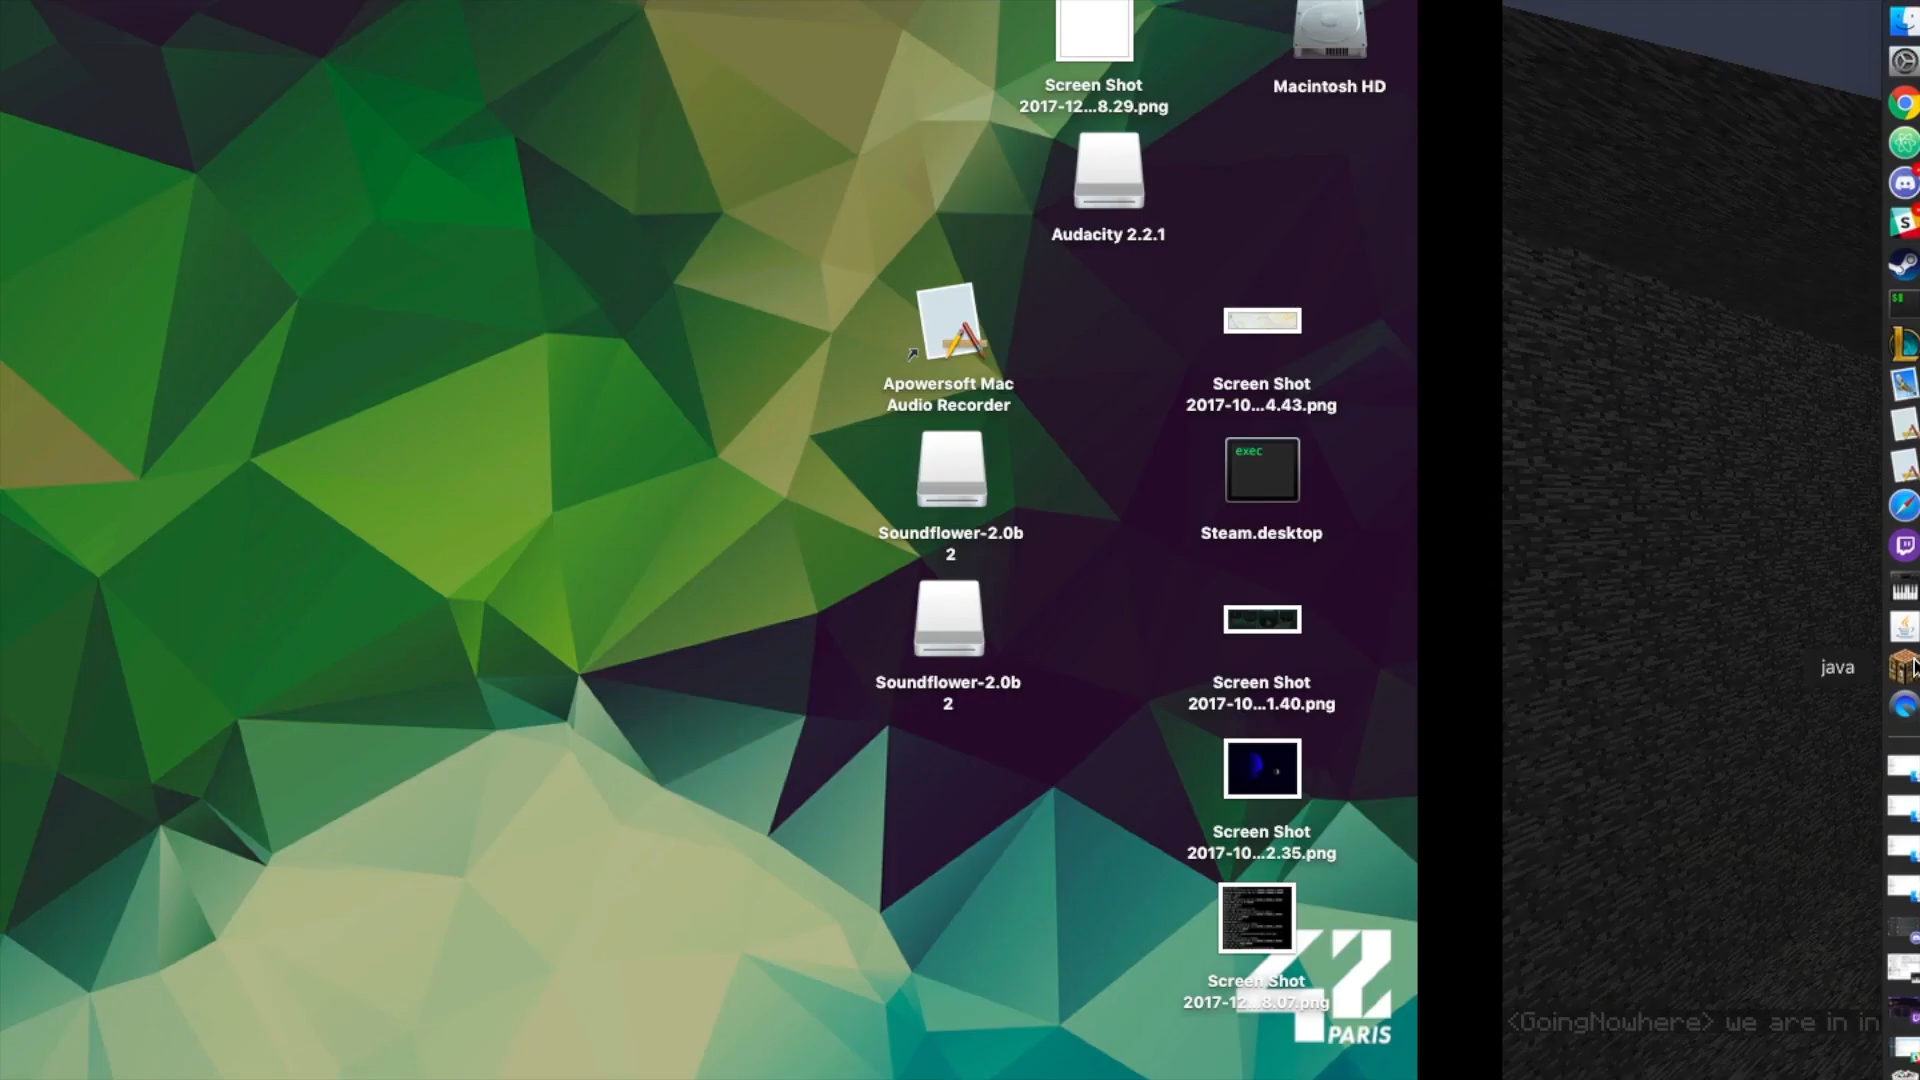 Screen Shot
2017-12...8.29.png
Macintosh HD
Audacity 2.2.1
Apowersoft Mac
Audio Recorder
Screen Shot
2017-10...4.43.png
exec
Soundflower-2.0b
2
Steam.desktop
Soundflower-2.0b
2
Screen Shot
2017-10...1.40.png
Screen Shot
2017-10...2.35.png
Screen Shot
2017-12...8.07.png
42
PARIS
$
S
java
<GoingNowhere> we are in in